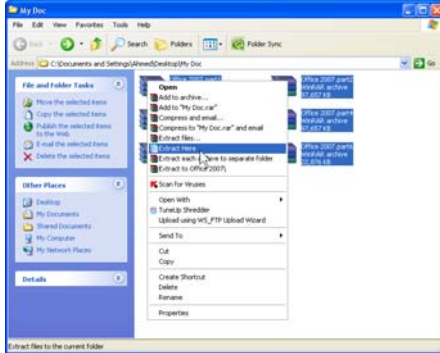 My Doc
File Edit View Favorites Tools Help
Back Search Folders Folder Sync
Address C:\Documents and Settings\Ahmed\Desktop\My Doc Go
File and Folder Tasks
Move the selected items
Copy the selected items
Publish the selected items
to the Web
E-mail the selected items
Delete the selected items
Other Places
Desktop
My Documents
Shared Documents
My Computer
My Network Places
Details
Office 2007.part1
Office 2007.part2
WinRAR archive
97,657 KB
WinRAR archive
97,657 KB
WinRAR archive
Open
Add to archive...
Add to "My Doc.rar"
Compress and email...
Compress to "My Doc.rar" and email
Extract files...
Extract Here
Extract each archive to separate folder
Extract to Office 2007\
Scan for Viruses
Open With
TuneUp Shredder
Upload using WS_FTP Upload Wizard
Send To
Cut
Copy
Create Shortcut
Delete
Rename
Properties
Extract files to the current folder